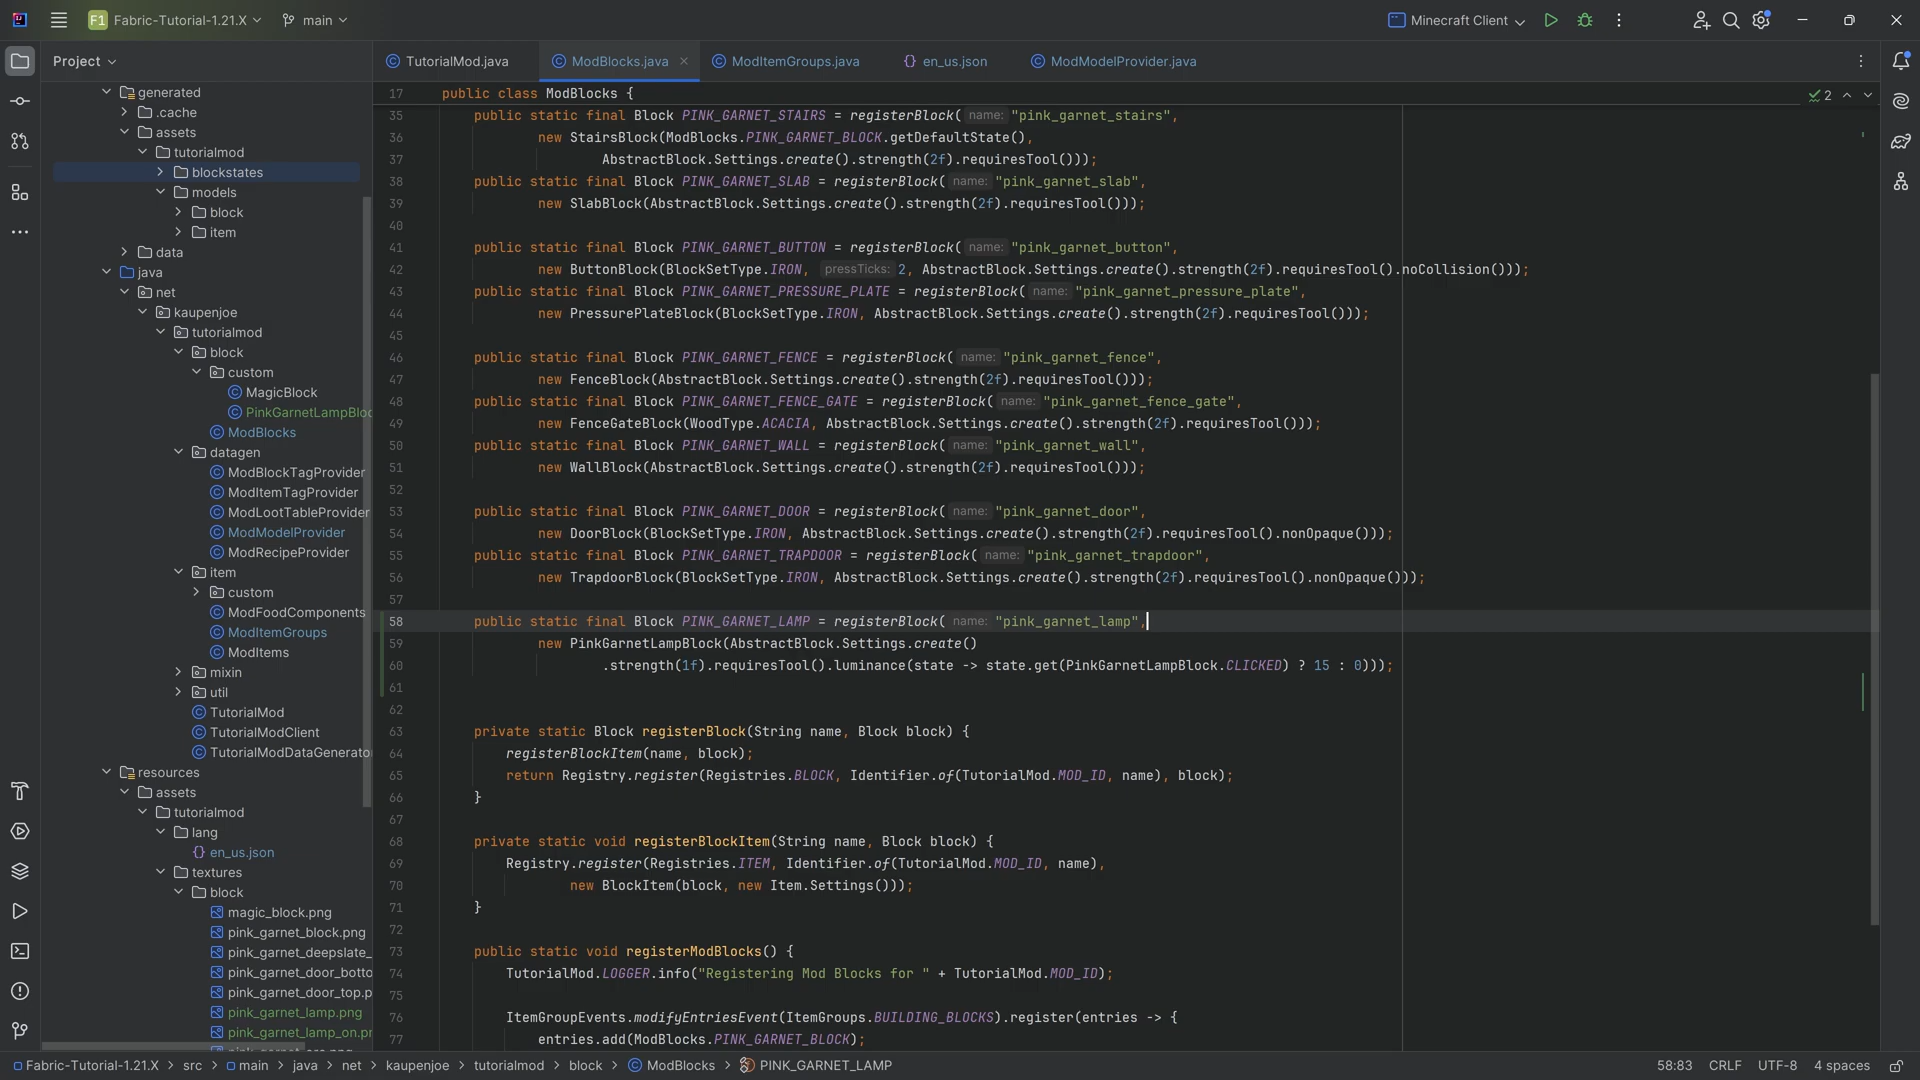 F1 Fabric-Tutorial-1.21.X main Minecraft Client
Project
TutorialMod.java ModBlocks.java ModItemGroups.java {} en_us.json ModModelProvider.java
generated
.cache
assets
tutorialmod
blockstates
models
block
item
data
java
net
kaupenjoe
tutorialmod
block
custom
MagicBlock
PinkGarnetLampBloc
ModBlocks
datagen
ModBlockTagProvider
ModItemTagProvider
ModLootTableProvider
ModModelProvider
ModRecipeProvider
item
custom
ModFoodComponents
ModItemGroups
ModItems
mixin
util
TutorialMod
TutorialModClient
TutorialModDataGenerato
resources
assets
tutorialmod
lang
{} en_us.json
textures
block
magic_block.png
pink_garnet_block.png
pink_garnet_deepslate_
pink_garnet_door_botto
pink_garnet_door_top.p
pink_garnet_lamp.png
pink_garnet_lamp_on.pn
17 public class ModBlocks { 2
35 public static final Block PINK_GARNET_STAIRS = registerBlock( name: "pink_garnet_stairs",
36 new StairsBlock(ModBlocks.PINK_GARNET_BLOCK.getDefaultState(),
37 AbstractBlock.Settings.create().strength(2f).requiresTool()));
38 public static final Block PINK_GARNET_SLAB = registerBlock( name: "pink_garnet_slab",
39 new SlabBlock(AbstractBlock.Settings.create().strength(2f).requiresTool()));
40
41 public static final Block PINK_GARNET_BUTTON = registerBlock( name: "pink_garnet_button",
42 new ButtonBlock(BlockSetType.IRON, pressTicks: 2, AbstractBlock.Settings.create().strength(2f).requiresTool().noCollision()));
43 public static final Block PINK_GARNET_PRESSURE_PLATE = registerBlock( name: "pink_garnet_pressure_plate",
44 new PressurePlateBlock(BlockSetType.IRON, AbstractBlock.Settings.create().strength(2f).requiresTool()));
45
46 public static final Block PINK_GARNET_FENCE = registerBlock( name: "pink_garnet_fence",
47 new FenceBlock(AbstractBlock.Settings.create().strength(2f).requiresTool()));
48 public static final Block PINK_GARNET_FENCE_GATE = registerBlock( name: "pink_garnet_fence_gate",
49 new FenceGateBlock(WoodType.ACACIA, AbstractBlock.Settings.create().strength(2f).requiresTool()));
50 public static final Block PINK_GARNET_WALL = registerBlock( name: "pink_garnet_wall",
51 new WallBlock(AbstractBlock.Settings.create().strength(2f).requiresTool()));
52
53 public static final Block PINK_GARNET_DOOR = registerBlock( name: "pink_garnet_door",
54 new DoorBlock(BlockSetType.IRON, AbstractBlock.Settings.create().strength(2f).requiresTool().nonOpaque()));
55 public static final Block PINK_GARNET_TRAPDOOR = registerBlock( name: "pink_garnet_trapdoor",
56 new TrapdoorBlock(BlockSetType.IRON, AbstractBlock.Settings.create().strength(2f).requiresTool().nonOpaque()));
57
58 public static final Block PINK_GARNET_LAMP = registerBlock( name: "pink_garnet_lamp",
59 new PinkGarnetLampBlock(AbstractBlock.Settings.create()
60 .strength(1f).requiresTool().luminance(state -> state.get(PinkGarnetLampBlock.CLICKED) ? 15 : 0)));
61
62
63 private static Block registerBlock(String name, Block block) {
64 registerBlockItem(name, block);
65 return Registry.register(Registries.BLOCK, Identifier.of(TutorialMod.MOD_ID, name), block);
66 }
67
68 private static void registerBlockItem(String name, Block block) {
69 Registry.register(Registries.ITEM, Identifier.of(TutorialMod.MOD_ID, name),
70 new BlockItem(block, new Item.Settings()));
71 }
72
73 public static void registerModBlocks() {
74 TutorialMod.LOGGER.info("Registering Mod Blocks for " + TutorialMod.MOD_ID);
75
76 ItemGroupEvents.modifyEntriesEvent(ItemGroups.BUILDING_BLOCKS).register(entries -> {
77 entries.add(ModBlocks.PINK_GARNET_BLOCK);
Fabric-Tutorial-1.21.X > src > main > java > net > kaupenjoe > tutorialmod > block > ModBlocks > PINK_GARNET_LAMP 58:83 CRLF UTF-8 4 spaces